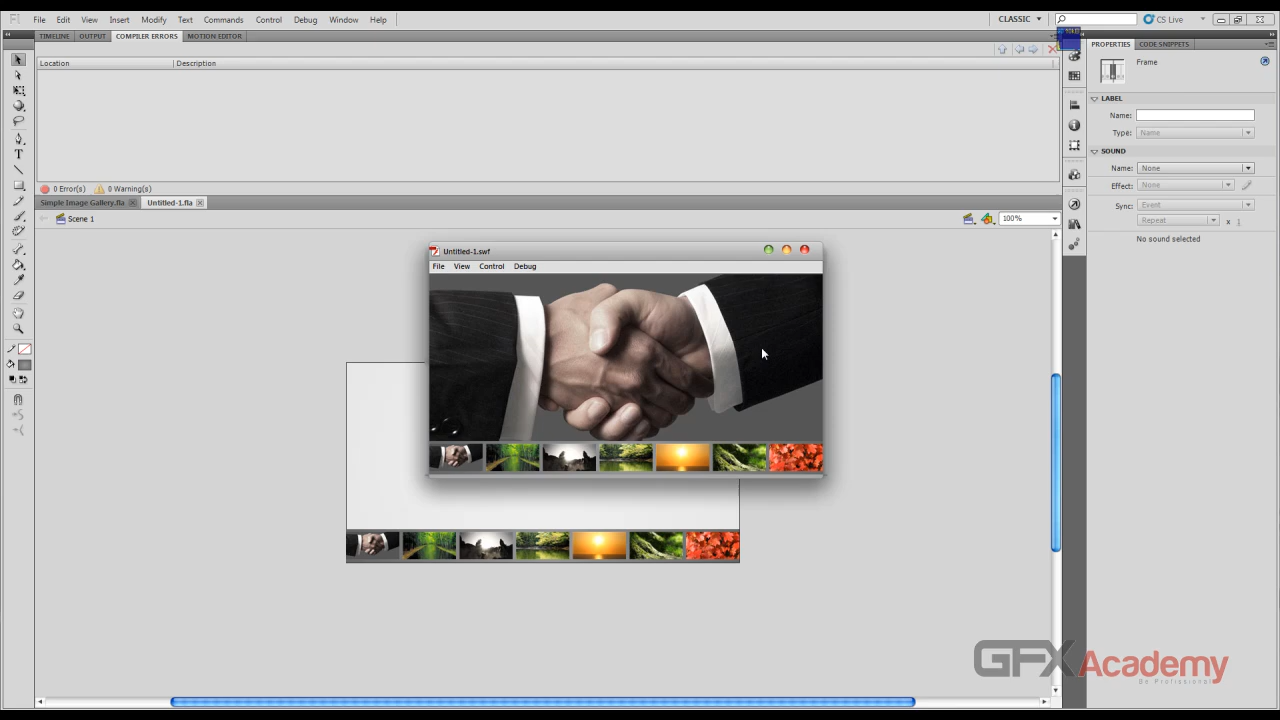 Fl File Edit View Insert Modify Text Commands Control Debug Window Help CLASSIC CS Live
TIMELINE OUTPUT COMPILER ERRORS MOTION EDITOR
PROPERTIES CODE SNIPPETS
Location Description
Frame
LABEL
Name:
Type: Name
SOUND
Name: None
Effect: None
Sync: Event
Repeat x 1
No sound selected
0 Error(s) 0 Warning(s)
Simple Image Gallery.fla Untitled-1.fla
Scene 1 100%
Untitled-1.swf
File View Control Debug
T
GFX Academy
Be Professional